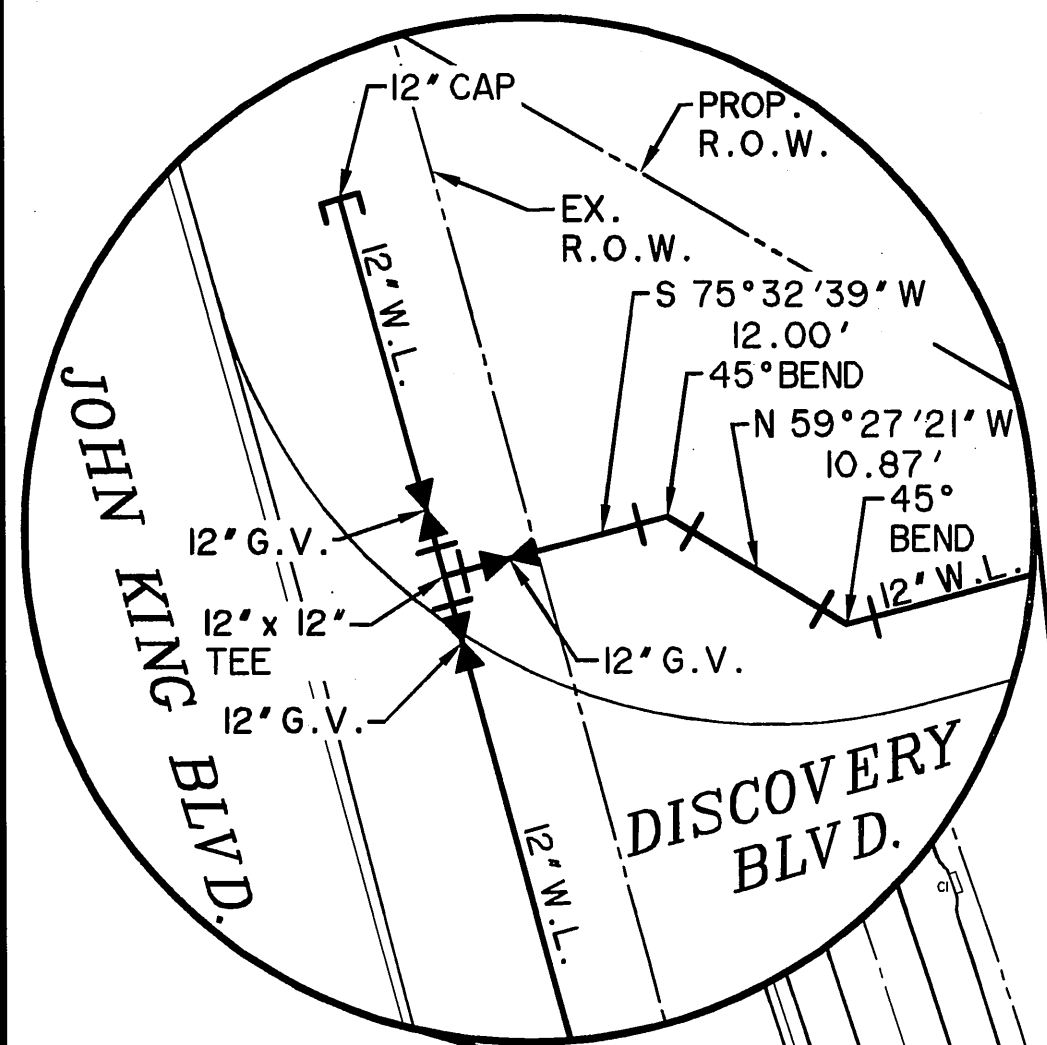 12" CAP
PROP.
R.O.W.
EX.
R.O.W.
12" W.L.
S 75°32'39" W
12.00'
45° BEND
N 59°27'21" W
10.87'
45°
BEND
12" W.L.
JOHN KING BLVD.
12" G.V.
12" x 12"
TEE
12" G.V.
12" G.V.
12" W.L.
DISCOVERY
BLVD.
CI